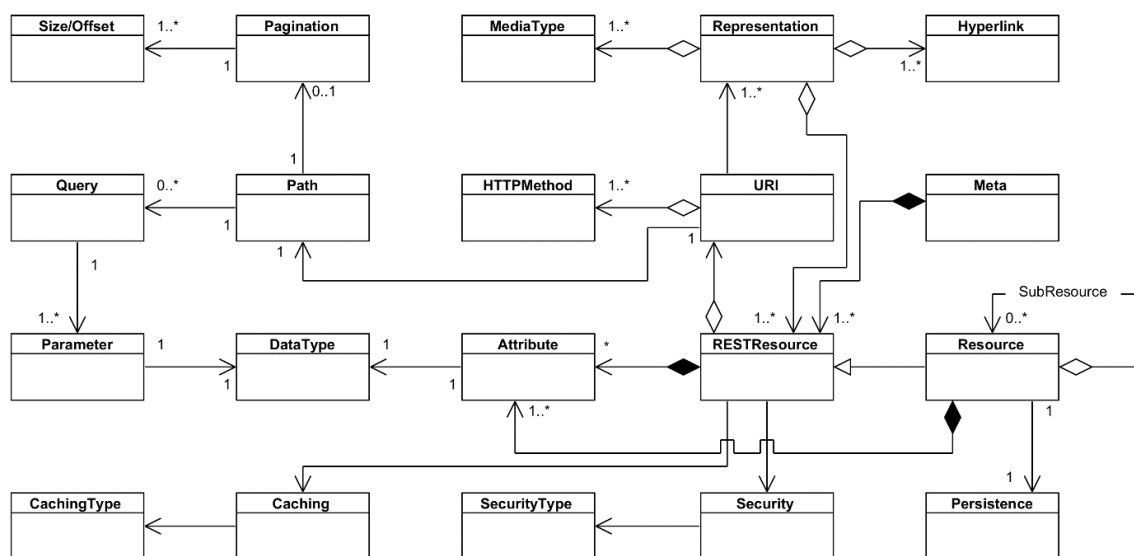 Size/Offset
1..*
1
Pagination
MediaType
1..*
Representation
1..*
Hyperlink
0..1
1..*
1
Query
0..*
1
Path
1
HTTPMethod
1..*
URI
1
Meta
1
SubResource
1..*
1..*
1..*
0..*
Parameter
1
1
DataType
1
1
Attribute
*
1..*
RESTResource
Resource
1
1
CachingType
Caching
SecurityType
Security
Persistence